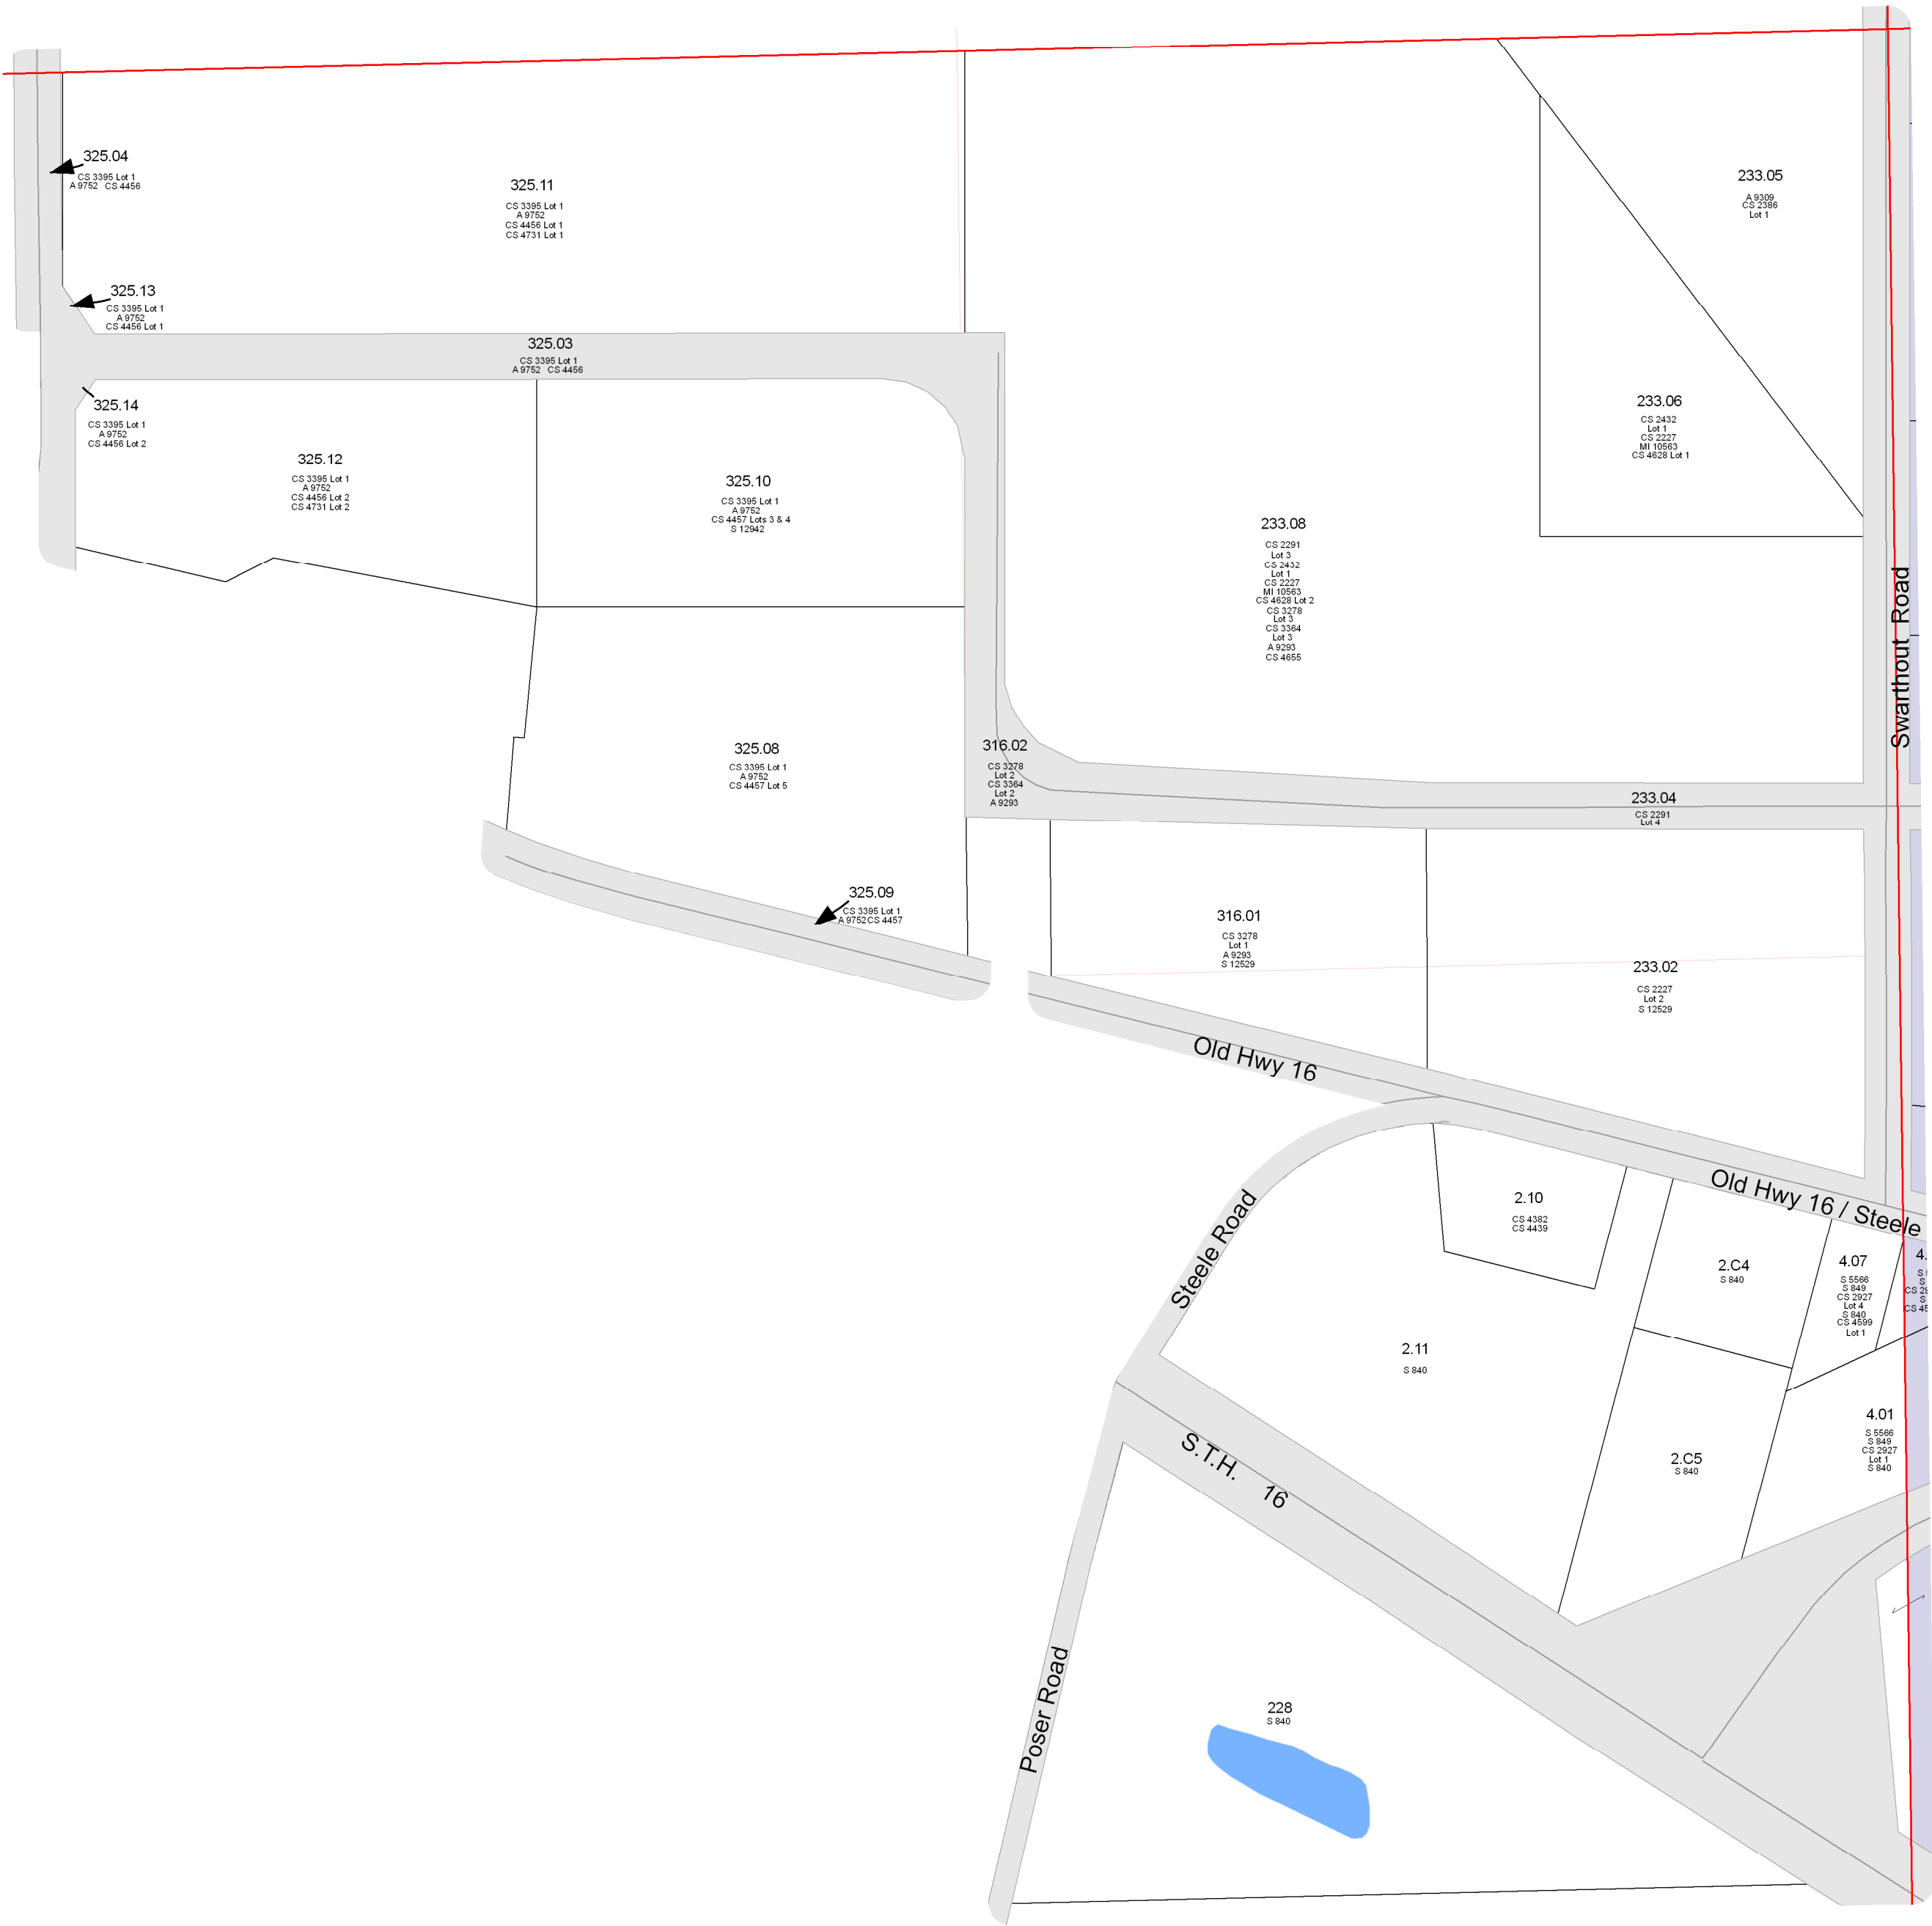 325.04
CS 3395 Lot 1
A 9752 CS 4456
325.11
CS 3395 Lot 1
A 9752
CS 4456 Lot 1
CS 4731 Lot 1
233.05
A 9309
CS 2386
Lot 1
325.13
CS 3395 Lot 1
A 9752
CS 4456 Lot 1
325.03
CS 3395 Lot 1
A 9752 CS 4456
325.14
CS 3395 Lot 1
A 9752
CS 4456 Lot 2
325.12
CS 3395 Lot 1
A 9752
CS 4456 Lot 2
CS 4731 Lot 2
325.10
CS 3395 Lot 1
A 9752
CS 4457 Lots 3 & 4
S 12942
233.06
CS 2432
Lot 1
CS 2227
MI 10563
CS 4628 Lot 1
233.08
CS 2291
Lot 3
CS 2432
Lot 1
CS 2227
MI 10563
CS 4628 Lot 2
CS 3278
Lot 3
CS 3364
Lot 3
A 9293
CS 4655
Swarthout Road
325.08
CS 3395 Lot 1
A 9752
CS 4457 Lot 5
316.02
CS 3278
Lot 2
CS 3364
Lot 2
A 9293
233.04
CS 2291
Lot 4
325.09
CS 3395 Lot 1
A 9752 CS 4457
316.01
CS 3278
Lot 1
A 9293
S 12529
233.02
CS 2227
Lot 2
S 12529
Old Hwy 16
Old Hwy 16 / Steele
Steele Road
2.10
CS 4382
CS 4439
2.C4
S 840
4.07
S 5566
S 849
CS 2927
Lot 4
S 840
CS 4599
Lot 1
4.
S
S
CS 29
S
CS 45
2.11
S 840
4.01
S 5566
S 849
CS 2927
Lot 1
S 840
2.C5
S 840
S.T.H. 16
Poser Road
228
S 840